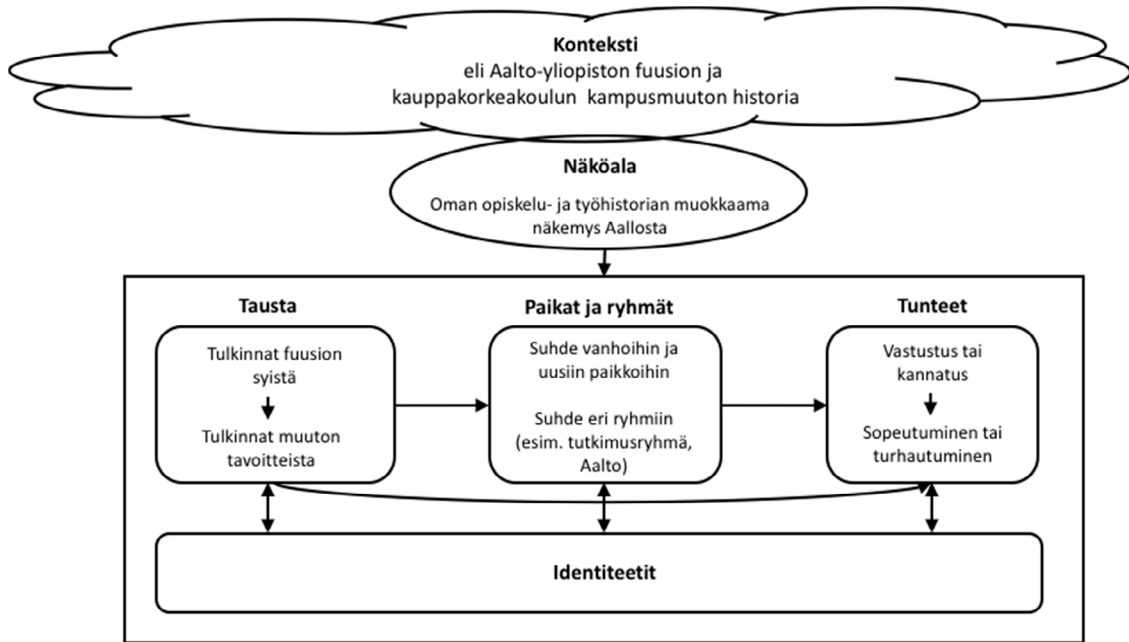 Konteksti
eli Aalto-yliopiston fuusion ja
kauppakorkeakoulun kampusmuuton historia
Näköala
Oman opiskelu- ja työhistorian muokkaama
näkemys Aallosta
Tausta
Tulkinnat fuusion
syistä
Tulkinnat muuton
tavoitteista
Paikat ja ryhmät
Suhde vanhoihin ja
uusiin paikkoihin
Suhde eri ryhmiin
(esim. tutkimusryhmä,
Aalto)
Tunteet
Vastustus tai
kannatus
Sopeutuminen tai
turhautuminen
Identiteetit